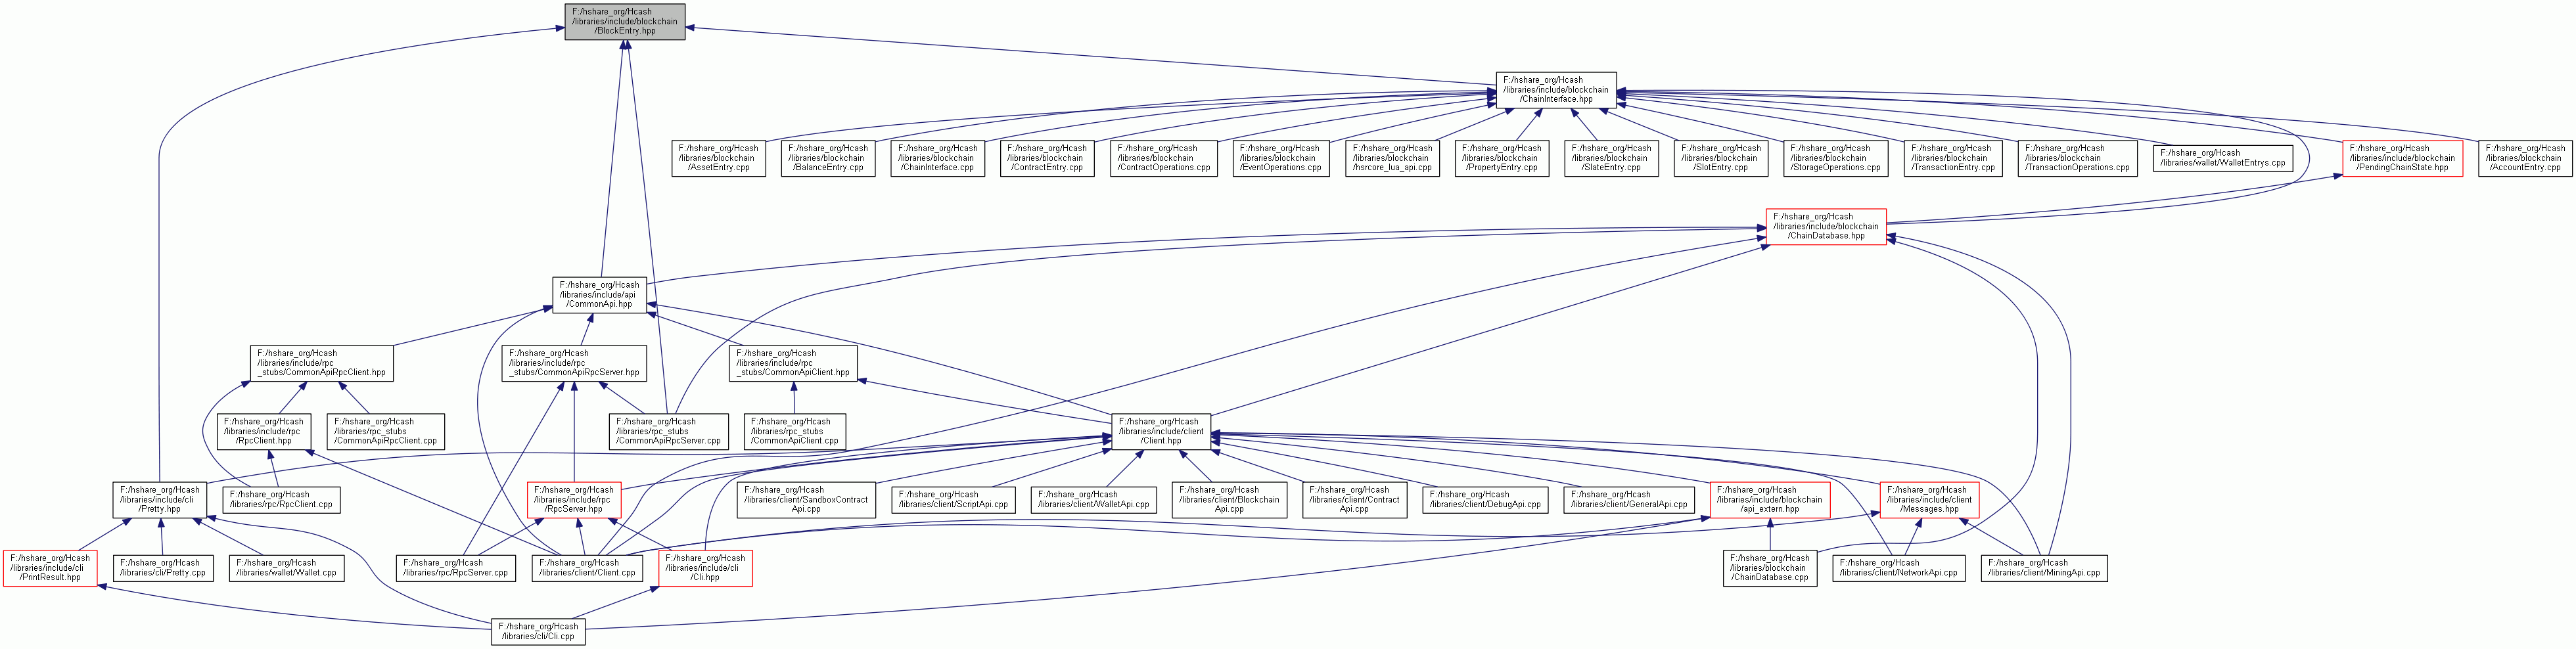 F:/hshare_org/Hcash
/libraries/include/blockchain
/BlockEntry.hpp
F:/hshare_org/Hcash
/libraries/include/blockchain
/ChainInterface.hpp
F:/hshare_org/Hcash
/libraries/blockchain
/AssetEntry.cpp
F:/hshare_org/Hcash
/libraries/blockchain
/BalanceEntry.cpp
F:/hshare_org/Hcash
/libraries/blockchain
/ChainInterface.cpp
F:/hshare_org/Hcash
/libraries/blockchain
/ContractEntry.cpp
F:/hshare_org/Hcash
/libraries/blockchain
/ContractOperations.cpp
F:/hshare_org/Hcash
/libraries/blockchain
/EventOperations.cpp
F:/hshare_org/Hcash
/libraries/blockchain
/hsrcore_lua_api.cpp
F:/hshare_org/Hcash
/libraries/blockchain
/PropertyEntry.cpp
F:/hshare_org/Hcash
/libraries/blockchain
/SlateEntry.cpp
F:/hshare_org/Hcash
/libraries/blockchain
/SlotEntry.cpp
F:/hshare_org/Hcash
/libraries/blockchain
/StorageOperations.cpp
F:/hshare_org/Hcash
/libraries/blockchain
/TransactionEntry.cpp
F:/hshare_org/Hcash
/libraries/blockchain
/TransactionOperations.cpp
F:/hshare_org/Hcash
/libraries/wallet/WalletEntrys.cpp
F:/hshare_org/Hcash
/libraries/include/blockchain
/PendingChainState.hpp
F:/hshare_org/Hcash
/libraries/blockchain
/AccountEntry.cpp
F:/hshare_org/Hcash
/libraries/include/blockchain
/ChainDatabase.hpp
F:/hshare_org/Hcash
/libraries/include/api
/CommonApi.hpp
F:/hshare_org/Hcash
/libraries/include/rpc
_stubs/CommonApiRpcClient.hpp
F:/hshare_org/Hcash
/libraries/include/rpc
_stubs/CommonApiRpcServer.hpp
F:/hshare_org/Hcash
/libraries/include/rpc
_stubs/CommonApiClient.hpp
F:/hshare_org/Hcash
/libraries/include/rpc
/RpcClient.hpp
F:/hshare_org/Hcash
/libraries/rpc_stubs
/CommonApiRpcClient.cpp
F:/hshare_org/Hcash
/libraries/rpc_stubs
/CommonApiRpcServer.cpp
F:/hshare_org/Hcash
/libraries/rpc_stubs
/CommonApiClient.cpp
F:/hshare_org/Hcash
/libraries/include/client
/Client.hpp
F:/hshare_org/Hcash
/libraries/include/cli
/Pretty.hpp
F:/hshare_org/Hcash
/libraries/rpc/RpcClient.cpp
F:/hshare_org/Hcash
/libraries/include/rpc
/RpcServer.hpp
F:/hshare_org/Hcash
/libraries/client/SandboxContract
Api.cpp
F:/hshare_org/Hcash
/libraries/client/ScriptApi.cpp
F:/hshare_org/Hcash
/libraries/client/WalletApi.cpp
F:/hshare_org/Hcash
/libraries/client/Blockchain
Api.cpp
F:/hshare_org/Hcash
/libraries/client/Contract
Api.cpp
F:/hshare_org/Hcash
/libraries/client/DebugApi.cpp
F:/hshare_org/Hcash
/libraries/client/GeneralApi.cpp
F:/hshare_org/Hcash
/libraries/include/blockchain
/api_extern.hpp
F:/hshare_org/Hcash
/libraries/include/client
/Messages.hpp
F:/hshare_org/Hcash
/libraries/include/cli
/PrintResult.hpp
F:/hshare_org/Hcash
/libraries/cli/Pretty.cpp
F:/hshare_org/Hcash
/libraries/wallet/Wallet.cpp
F:/hshare_org/Hcash
/libraries/rpc/RpcServer.cpp
F:/hshare_org/Hcash
/libraries/client/Client.cpp
F:/hshare_org/Hcash
/libraries/include/cli
/Cli.hpp
F:/hshare_org/Hcash
/libraries/blockchain
/ChainDatabase.cpp
F:/hshare_org/Hcash
/libraries/client/NetworkApi.cpp
F:/hshare_org/Hcash
/libraries/client/MiningApi.cpp
F:/hshare_org/Hcash
/libraries/cli/Cli.cpp